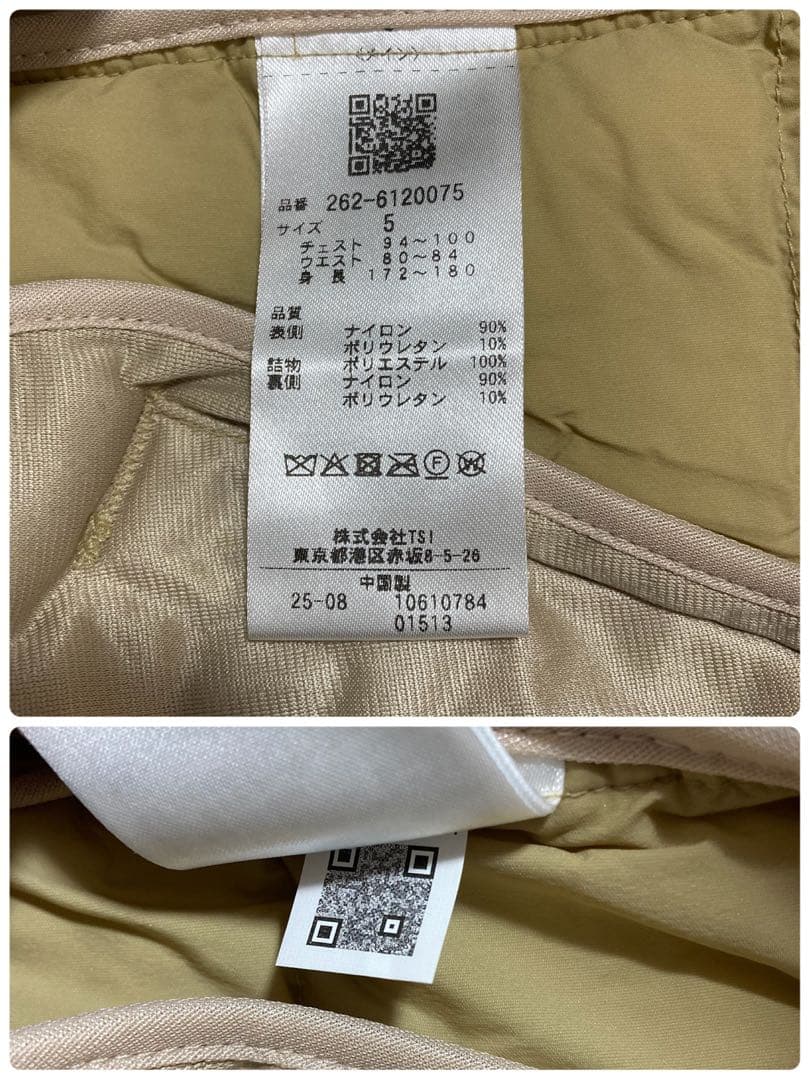 〈メイン〉
品番 262-6120075
サイズ 5
チェスト 94～100
ウエスト 80～84
身長 172～180
品質
表側 ナイロン 90%
ポリウレタン 10%
詰物 ポリエステル 100%
裏側 ナイロン 90%
ポリウレタン 10%
株式会社TSI
東京都港区赤坂8-5-26
中国製
25-08 10610784
01513